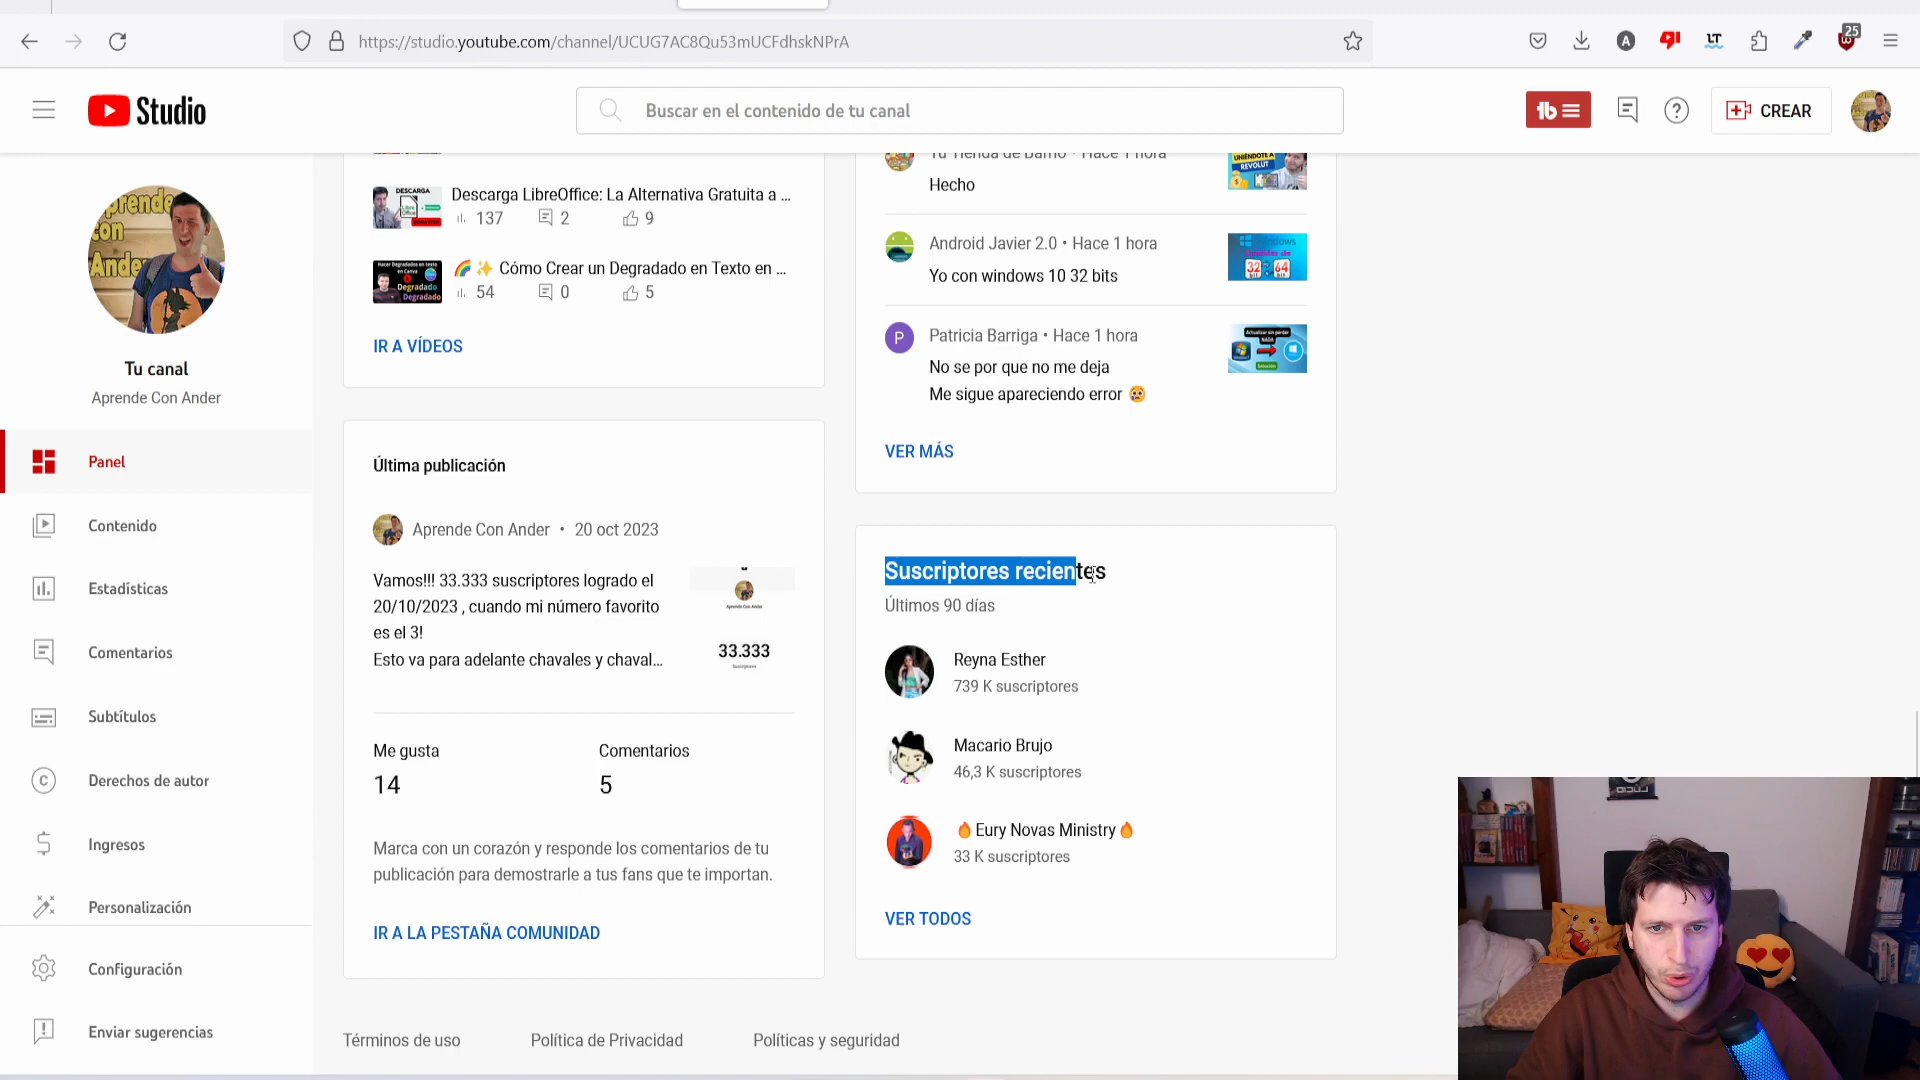 https://studio.youtube.com/channel/UCUG7AC8Qu53mUCFdhskNPrA
25
Studio
Buscar en el contenido de tu canal
CREAR
Tu canal
Aprende Con Ander
Panel
Contenido
Estadísticas
Comentarios
Subtítulos
Derechos de autor
Ingresos
Personalización
Configuración
Enviar sugerencias
Descarga LibreOffice: La Alternativa Gratuita a ...
137 2 9
✨ Cómo Crear un Degradado en Texto en ...
54 0 5
IR A VÍDEOS
Última publicación
Aprende Con Ander • 20 oct 2023
Vamos!!! 33.333 suscriptores logrado el
20/10/2023 , cuando mi número favorito
es el 3!
Esto va para adelante chavales y chaval...
33.333
Me gusta
14
Comentarios
5
Marca con un corazón y responde los comentarios de tu
publicación para demostrarle a tus fans que te importan.
IR A LA PESTAÑA COMUNIDAD
Tu Tienda de Barrio • Hace 1 hora
Hecho
UNIÉNDOTE A
REVOLUT
Android Javier 2.0 • Hace 1 hora
Yo con windows 10 32 bits
32 64
P
Patricia Barriga • Hace 1 hora
No se por que no me deja
Me sigue apareciendo error 😥
VER MÁS
Suscriptores recientes
Últimos 90 días
Reyna Esther
739 K suscriptores
Macario Brujo
46,3 K suscriptores
🔥Eury Novas Ministry🔥
33 K suscriptores
VER TODOS
Términos de uso
Política de Privacidad
Políticas y seguridad